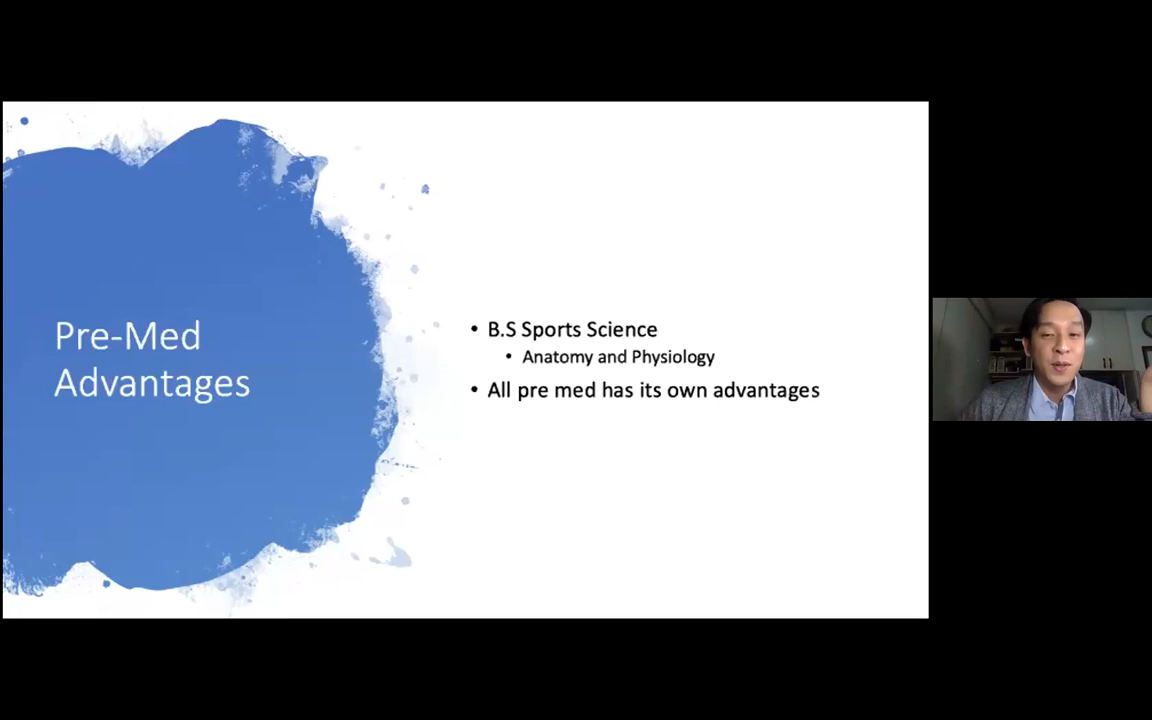 Pre-Med
Advantages
• B.S Sports Science
• Anatomy and Physiology
• All pre med has its own advantages